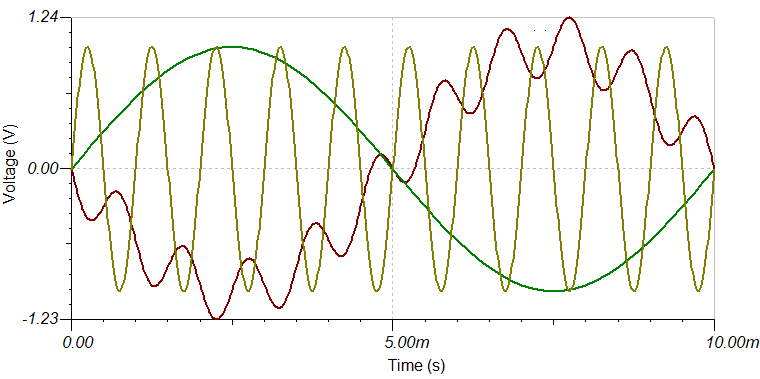 1.24
Voltage (V)
0.00
-1.23
0.00 5.00m 10.00m
Time (s)